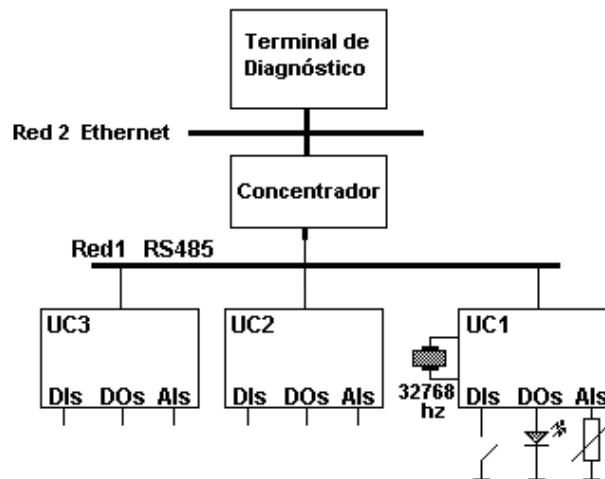 Terminal de
Diagnóstico
Red 2 Ethernet
Concentrador
Red1 RS485
UC3
UC2
UC1
DIs DOs AIs
DIs DOs AIs
DIs DOs AIs
32768
hz